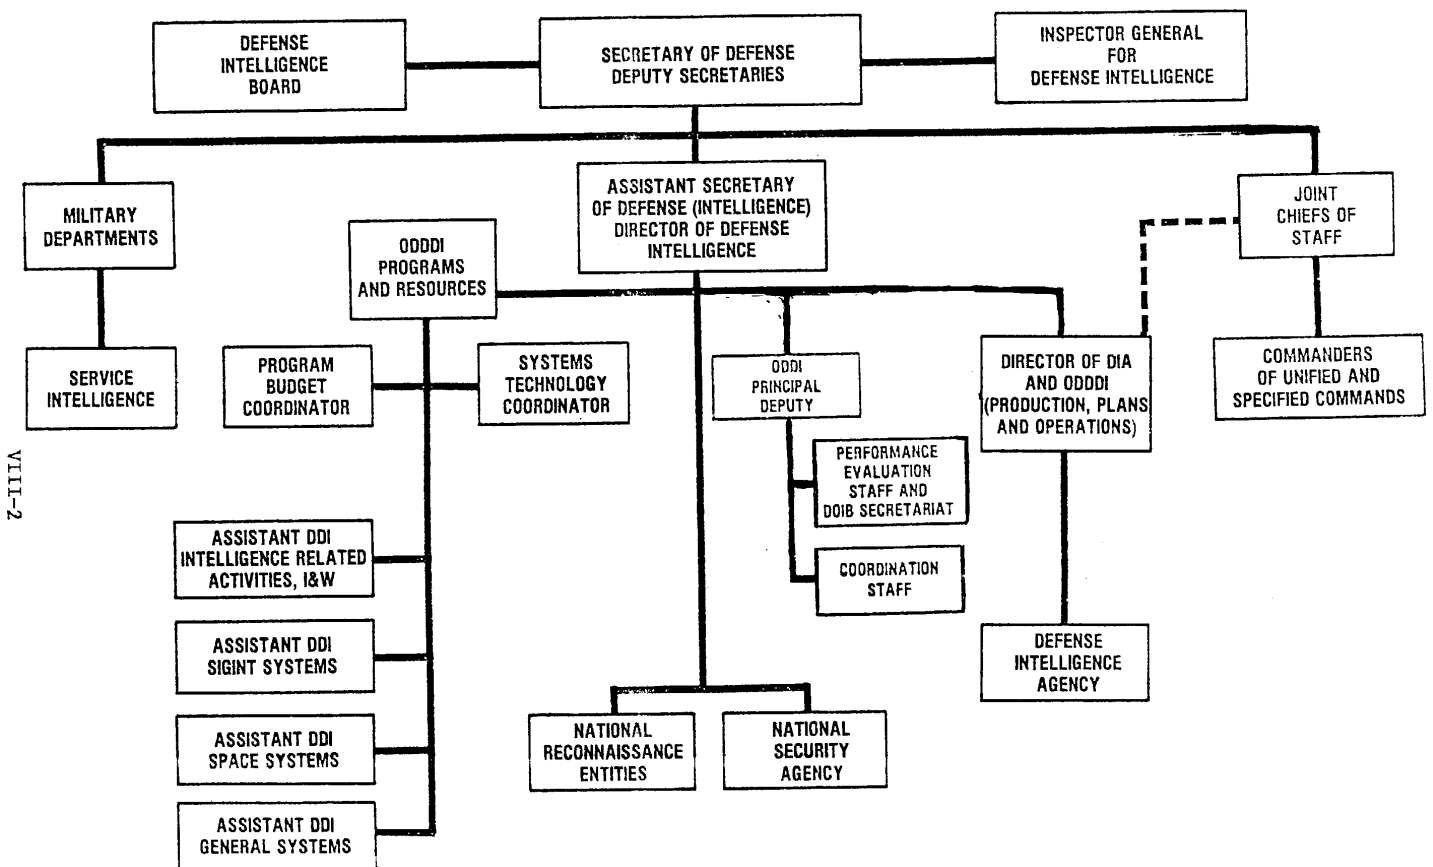 DEFENSE
INTELLIGENCE
BOARD
SECRETARY OF DEFENSE
DEPUTY SECRETARIES
INSPECTOR GENERAL
FOR
DEFENSE INTELLIGENCE
MILITARY
DEPARTMENTS
ASSISTANT SECRETARY
OF DEFENSE (INTELLIGENCE)
DIRECTOR OF DEFENSE
INTELLIGENCE
JOINT
CHIEFS OF
STAFF
ODDDI
PROGRAMS
AND RESOURCES
SERVICE
INTELLIGENCE
PROGRAM
BUDGET
COORDINATOR
SYSTEMS
TECHNOLOGY
COORDINATOR
ODDI
PRINCIPAL
DEPUTY
DIRECTOR OF DIA
AND ODDDI
(PRODUCTION, PLANS
AND OPERATIONS)
COMMANDERS
OF UNIFIED AND
SPECIFIED COMMANDS
PERFORMANCE
EVALUATION
STAFF AND
DOIB SECRETARIAT
COORDINATION
STAFF
ASSISTANT DDI
INTELLIGENCE RELATED
ACTIVITIES, I&W
ASSISTANT DDI
SIGINT SYSTEMS
ASSISTANT DDI
SPACE SYSTEMS
ASSISTANT DDI
GENERAL SYSTEMS
NATIONAL
RECONNAISSANCE
ENTITIES
NATIONAL
SECURITY
AGENCY
DEFENSE
INTELLIGENCE
AGENCY
VIII-2